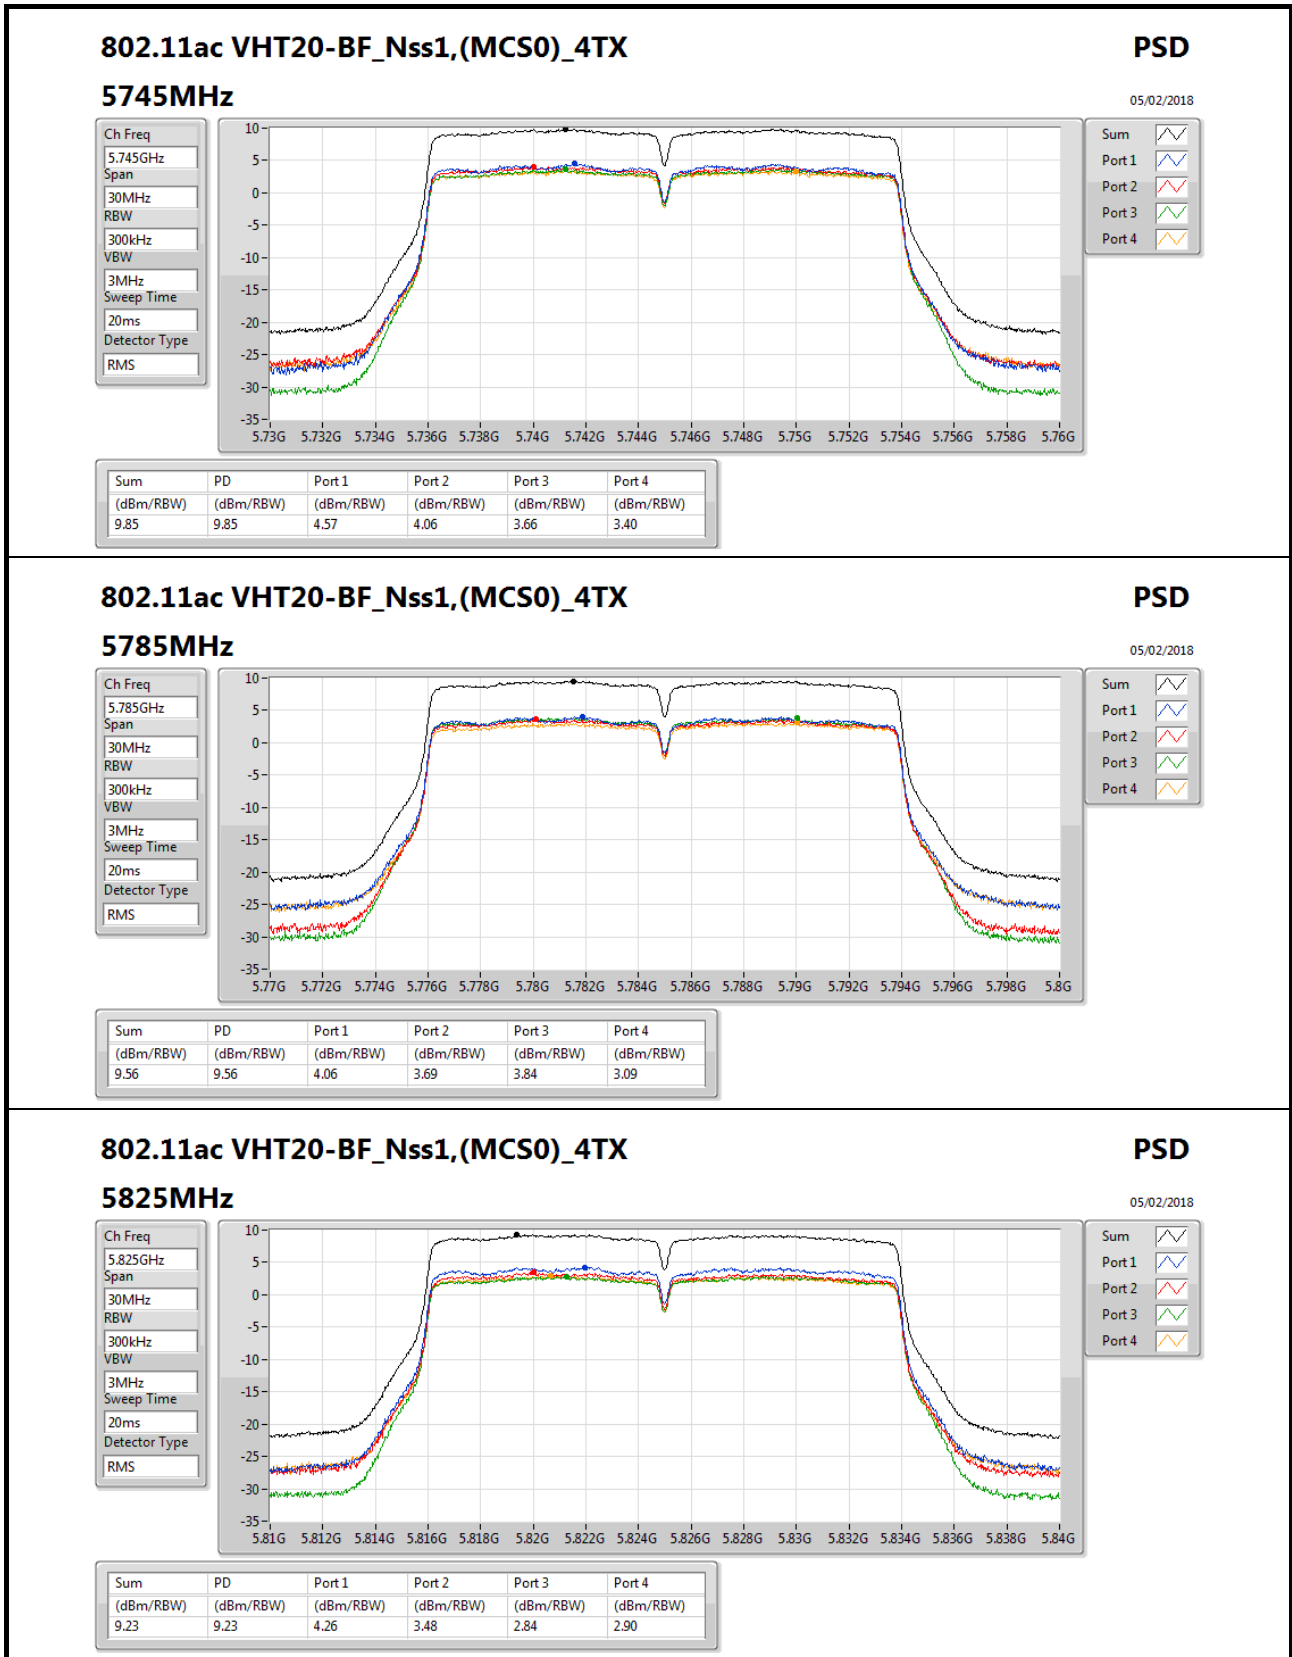 802.11ac VHT20-BF_Nss1,(MCS0)_4TX PSD
5745MHz 05/02/2018
Ch Freq
5.745GHz
Span
30MHz
RBW
300kHz
VBW
3MHz
Sweep Time
20ms
Detector Type
RMS
10
5
0
-5
-10
-15
-20
-25
-30
-35
5.73G 5.732G 5.734G 5.736G 5.738G 5.74G 5.742G 5.744G 5.746G 5.748G 5.75G 5.752G 5.754G 5.756G 5.758G 5.76G
Sum
Port 1
Port 2
Port 3
Port 4
Sum PD Port 1 Port 2 Port 3 Port 4
(dBm/RBW) (dBm/RBW) (dBm/RBW) (dBm/RBW) (dBm/RBW) (dBm/RBW)
9.85 9.85 4.57 4.06 3.66 3.40
802.11ac VHT20-BF_Nss1,(MCS0)_4TX PSD
5785MHz 05/02/2018
Ch Freq
5.785GHz
Span
30MHz
RBW
300kHz
VBW
3MHz
Sweep Time
20ms
Detector Type
RMS
10
5
0
-5
-10
-15
-20
-25
-30
-35
5.77G 5.772G 5.774G 5.776G 5.778G 5.78G 5.782G 5.784G 5.786G 5.788G 5.79G 5.792G 5.794G 5.796G 5.798G 5.8G
Sum
Port 1
Port 2
Port 3
Port 4
Sum PD Port 1 Port 2 Port 3 Port 4
(dBm/RBW) (dBm/RBW) (dBm/RBW) (dBm/RBW) (dBm/RBW) (dBm/RBW)
9.56 9.56 4.06 3.69 3.84 3.09
802.11ac VHT20-BF_Nss1,(MCS0)_4TX PSD
5825MHz 05/02/2018
Ch Freq
5.825GHz
Span
30MHz
RBW
300kHz
VBW
3MHz
Sweep Time
20ms
Detector Type
RMS
10
5
0
-5
-10
-15
-20
-25
-30
-35
5.81G 5.812G 5.814G 5.816G 5.818G 5.82G 5.822G 5.824G 5.826G 5.828G 5.83G 5.832G 5.834G 5.836G 5.838G 5.84G
Sum
Port 1
Port 2
Port 3
Port 4
Sum PD Port 1 Port 2 Port 3 Port 4
(dBm/RBW) (dBm/RBW) (dBm/RBW) (dBm/RBW) (dBm/RBW) (dBm/RBW)
9.23 9.23 4.26 3.48 2.84 2.90